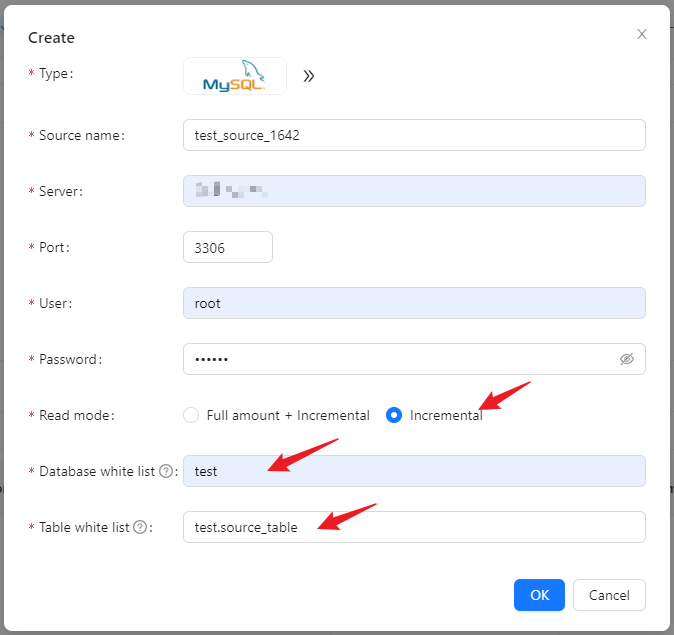 Create
* Type: MySQL
* Source name: test_source_1642
* Server:
* Port: 3306
* User: root
* Password: ••••••
* Read mode: Full amount + Incremental Incremental
* Database white list ? : test
* Table white list ? : test.source_table
OK Cancel